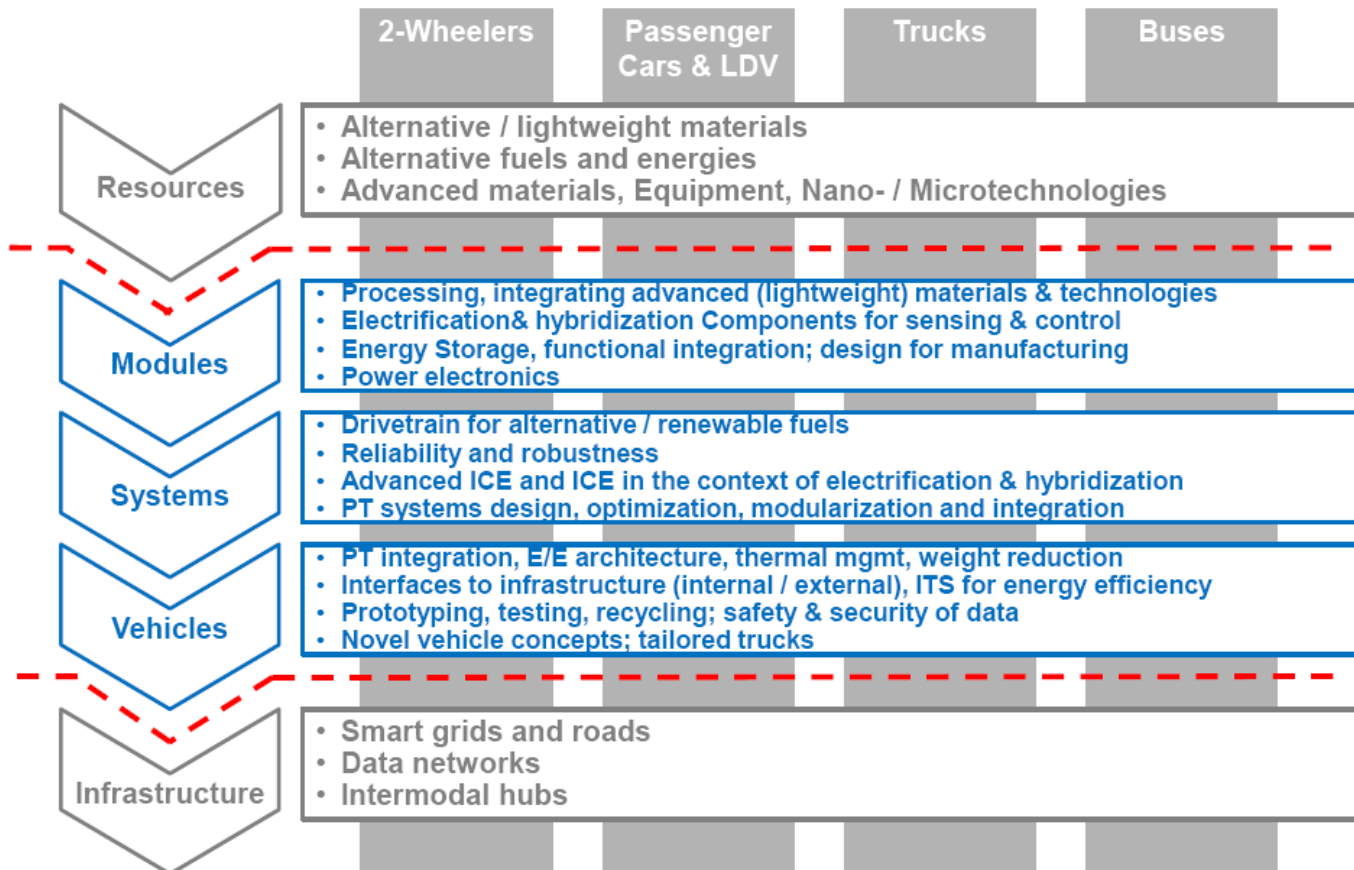 2-Wheelers
Passenger
Cars & LDV
Trucks
Buses
Resources
• Alternative / lightweight materials
• Alternative fuels and energies
• Advanced materials, Equipment, Nano- / Microtechnologies
Modules
• Processing, integrating advanced (lightweight) materials & technologies
• Electrification& hybridization Components for sensing & control
• Energy Storage, functional integration; design for manufacturing
• Power electronics
Systems
• Drivetrain for alternative / renewable fuels
• Reliability and robustness
• Advanced ICE and ICE in the context of electrification & hybridization
• PT systems design, optimization, modularization and integration
Vehicles
• PT integration, E/E architecture, thermal mgmt, weight reduction
• Interfaces to infrastructure (internal / external), ITS for energy efficiency
• Prototyping, testing, recycling; safety & security of data
• Novel vehicle concepts; tailored trucks
Infrastructure
• Smart grids and roads
• Data networks
• Intermodal hubs